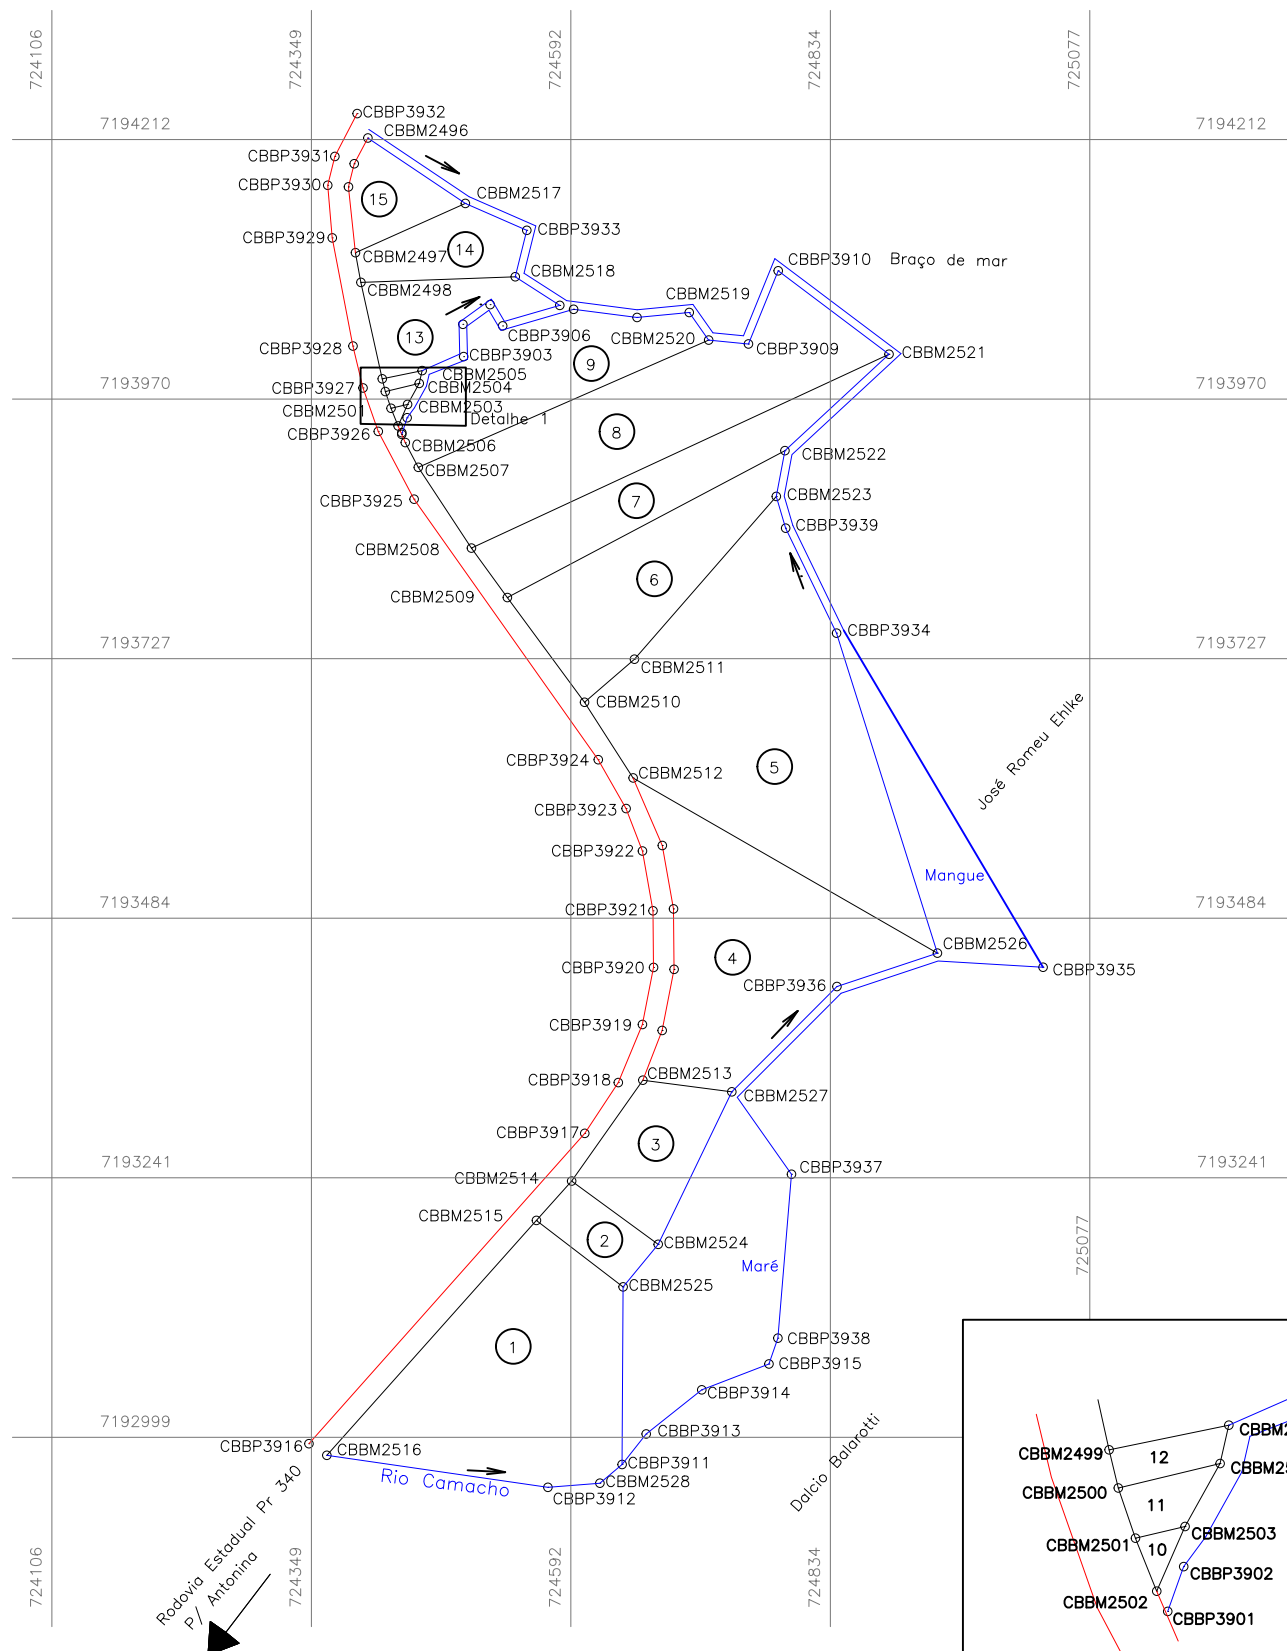 724106
724349
724592
724834
725077
7194212
7194212
CBBP3932
CBBM2496
CBBP3931
CBBP3930
15
CBBM2517
CBBP3933
CBBP3929
14
CBBM2497
CBBM2518
CBBM2498
CBBP3910
Braço de mar
CBBM2519
13
CBBP3906
CBBM2520
CBBP3909
CBBM2521
CBBP3928
CBBP3903
9
CBBM2505
7193970
CBBP3927
CBBM2504
7193970
CBBM2501
CBBM2503
Detalhe 1
CBBP3926
8
CBBM2506
CBBM2507
CBBM2522
CBBP3925
7
CBBM2523
CBBP3939
CBBM2508
6
CBBM2509
CBBP3934
7193727
7193727
CBBM2511
CBBM2510
José Romeu Ehlke
CBBP3924
CBBM2512
5
CBBP3923
CBBP3922
Mangue
7193484
CBBP3921
7193484
4
CBBM2526
CBBP3920
CBBP3935
CBBP3936
CBBP3919
CBBP3918
CBBM2513
CBBM2527
CBBP3917
3
7193241
CBBP3937
7193241
CBBM2514
CBBM2515
2
CBBM2524
725077
Maré
CBBM2525
1
CBBP3938
CBBP3915
CBBP3914
7192999
CBBP3913
CBBP3916
CBBM2516
Rio Camacho
CBBP3911
CBBM2528
CBBP3912
Dalcio Balarotti
Rodovia Estadual Pr 340
P/ Antonina
724106
724349
724592
724834
CBBM2
CBBM2499
12
CBBM25
CBBM2500
11
CBBM2503
CBBM2501
10
CBBP3902
CBBM2502
CBBP3901